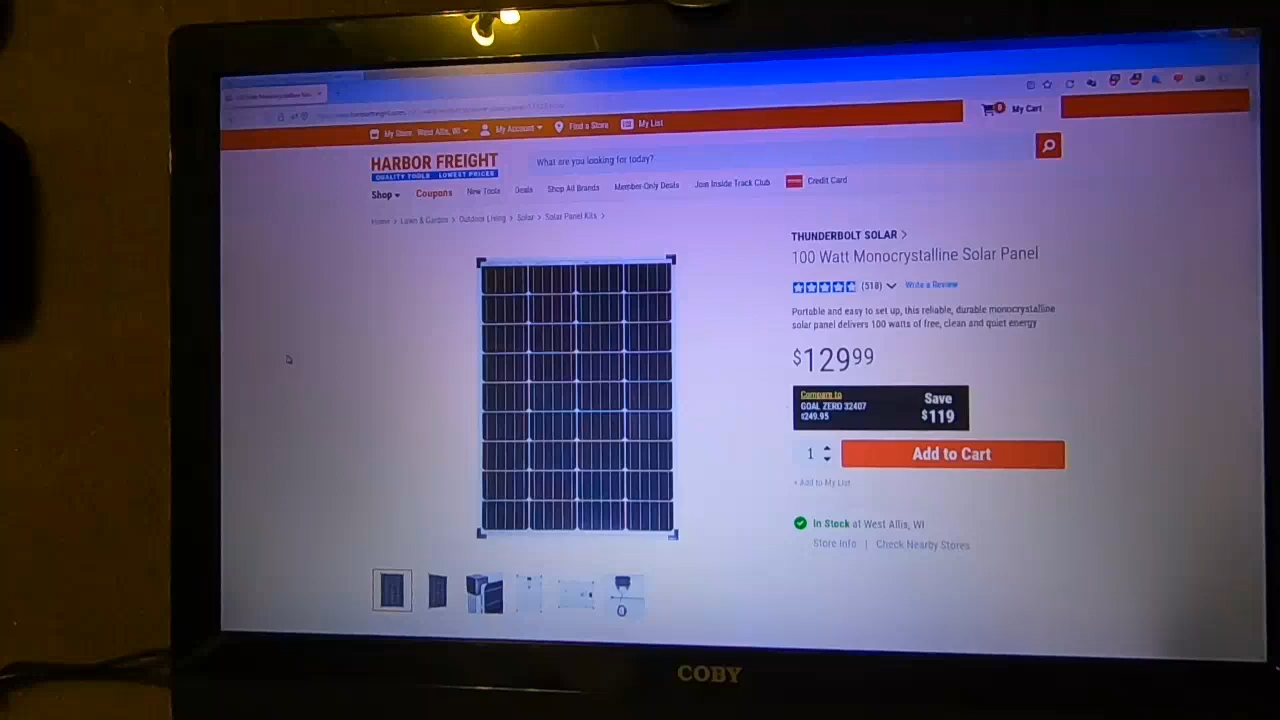 My Store: West Allis, WI
My Account
Find a Store
My List
My Cart
0
HARBOR FREIGHT
QUALITY TOOLS LOWEST PRICES
What are you looking for today?
Shop
Coupons
New Tools
Deals
Shop All Brands
Member-Only Deals
Join Inside Track Club
Credit Card
Home > Lawn & Garden > Outdoor Living > Solar > Solar Panel Kits >
THUNDERBOLT SOLAR >
100 Watt Monocrystalline Solar Panel
(518)
Write a Review
Portable and easy to set up, this reliable, durable monocrystalline
solar panel delivers 100 watts of free, clean and quiet energy
$12999
Compare to
GOAL ZERO 32407
$249.95
Save
$119
1
Add to Cart
+ Add to My List
In Stock at West Allis, WI
Store Info | Check Nearby Stores
COBY